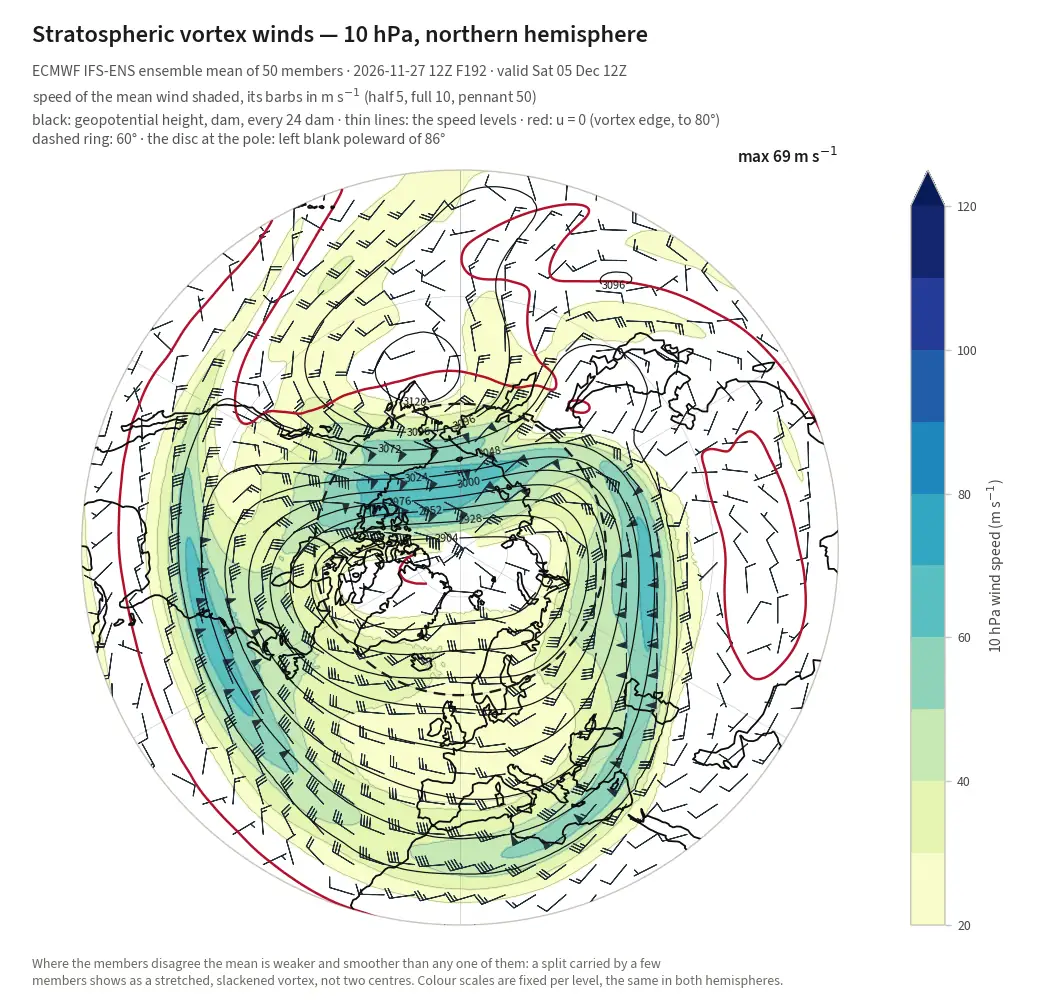 Stratospheric vortex winds — 10 hPa, northern hemisphere
ECMWF IFS-ENS ensemble mean of 50 members · 2026-11-27 12Z F192 · valid Sat 05 Dec 12Z
speed of the mean wind shaded, its barbs in m s⁻¹ (half 5, full 10, pennant 50)
black: geopotential height, dam, every 24 dam · thin lines: the speed levels · red: u = 0 (vortex edge, to 80°)
dashed ring: 60° · the disc at the pole: left blank poleward of 86°
max 69 m s⁻¹
120
100
80
60
40
20
10 hPa wind speed (m s⁻¹)
3096
3120
3096
3072
3048
3024
3000
2976
2952
2928
2904
Where the members disagree the mean is weaker and smoother than any one of them: a split carried by a few
members shows as a stretched, slackened vortex, not two centres. Colour scales are fixed per level, the same in both hemispheres.